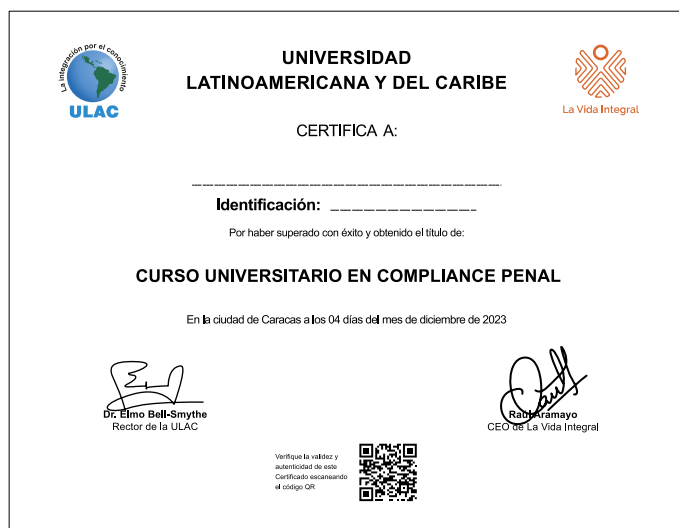 La integración por el conocimiento
ULAC
UNIVERSIDAD
LATINOAMERICANA Y DEL CARIBE
La Vida Integral
CERTIFICA A:
Identificación:
Por haber superado con éxito y obtenido el título de:
CURSO UNIVERSITARIO EN COMPLIANCE PENAL
En la ciudad de Caracas a los 04 días del mes de diciembre de 2023
Dr. Elmo Bell-Smythe
Rector de la ULAC
Raúl Aramayo
CEO de La Vida Integral
Verifique la validez y
autenticidad de este
Certificado escaneando
el código QR